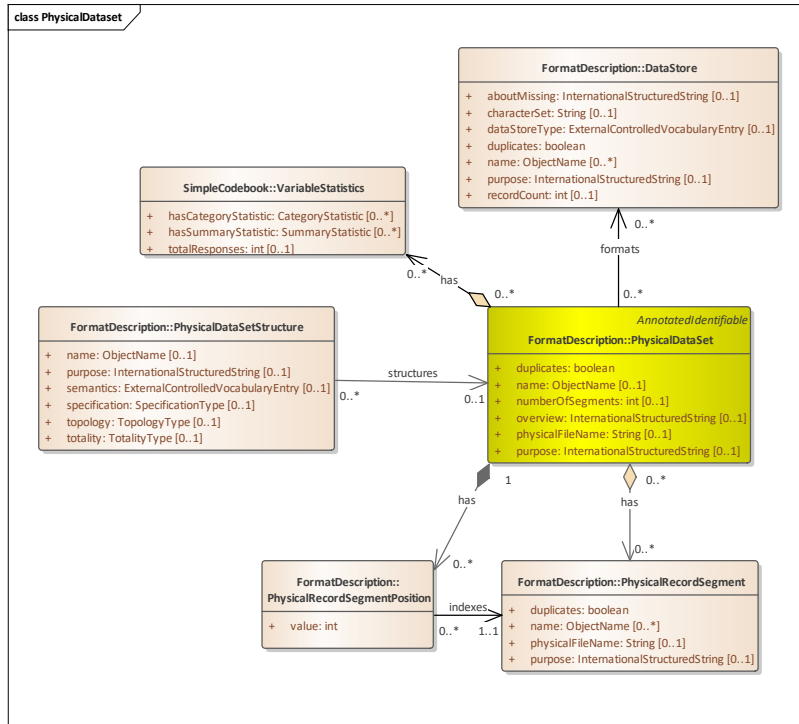 class PhysicalDataset
FormatDescription::DataStore
+ aboutMissing: InternationalStructuredString [0..1]
+ characterSet: String [0..1]
+ dataStoreType: ExternalControlledVocabularyEntry [0..1]
+ duplicates: boolean
+ name: ObjectName [0..*]
+ purpose: InternationalStructuredString [0..1]
+ recordCount: int [0..1]
SimpleCodebook::VariableStatistics
+ hasCategoryStatistic: CategoryStatistic [0..*]
+ hasSummaryStatistic: SummaryStatistic [0..*]
+ totalResponses: int [0..1]
0..*
formats
0..*
0..*
has
0..*
FormatDescription::PhysicalDataSetStructure
+ name: ObjectName [0..1]
+ purpose: InternationalStructuredString [0..1]
+ semantics: ExternalControlledVocabularyEntry [0..1]
+ specification: SpecificationType [0..1]
+ topology: TopologyType [0..1]
+ totality: TotalityType [0..1]
structures
0..*
0..1
AnnotatedIdentifiable
FormatDescription::PhysicalDataSet
+ duplicates: boolean
+ name: ObjectName [0..1]
+ numberOfSegments: int [0..1]
+ overview: InternationalStructuredString [0..1]
+ physicalFileName: String [0..1]
+ purpose: InternationalStructuredString [0..1]
1
has
0..*
0..*
has
0..*
FormatDescription::
PhysicalRecordSegmentPosition
+ value: int
indexes
0..*
1..1
FormatDescription::PhysicalRecordSegment
+ duplicates: boolean
+ name: ObjectName [0..*]
+ physicalFileName: String [0..1]
+ purpose: InternationalStructuredString [0..1]